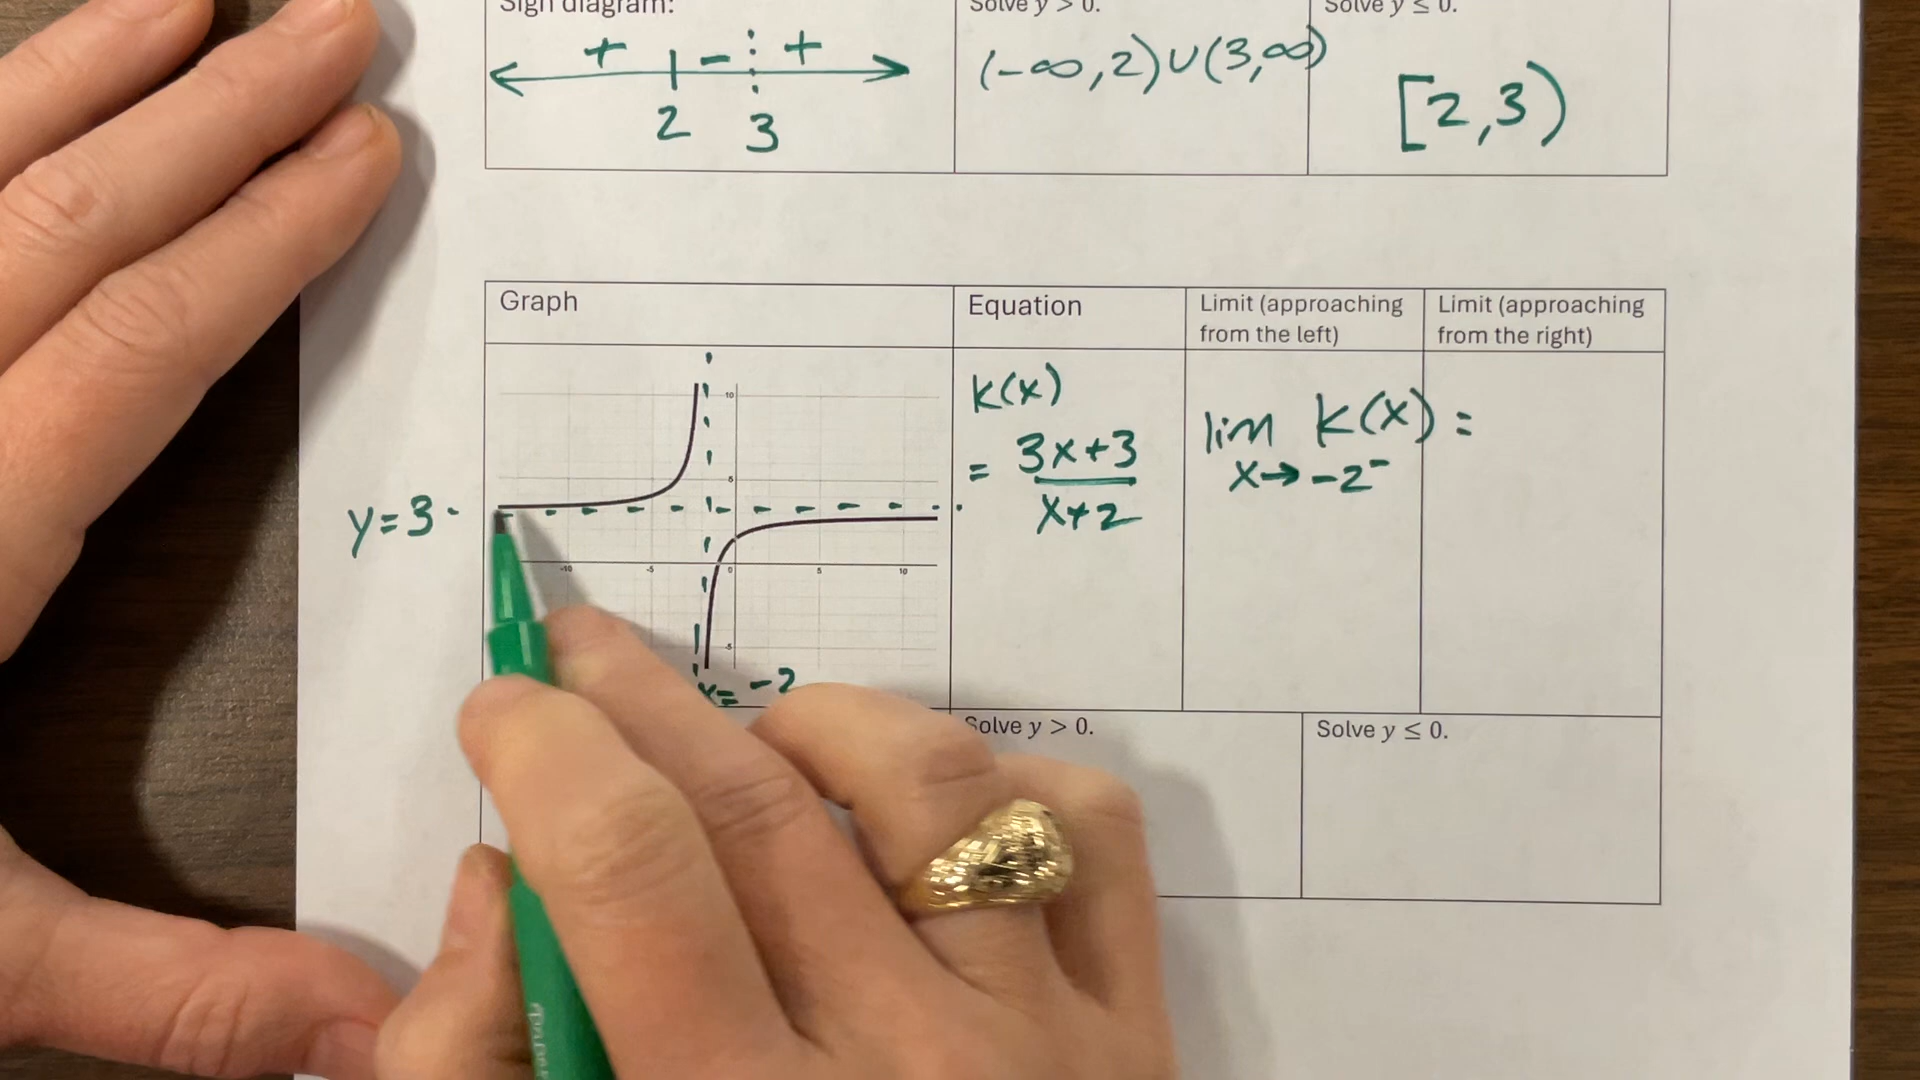 Sign diagram:
Solve y > 0.
Solve y ≤ 0.
+ - +
2 3
(-∞,2)∪(3,∞)
[2,3)
Graph
Equation
Limit (approaching
from the left)
Limit (approaching
from the right)
10
5
-10 -5 0 5 10
-5
y=3
x= -2
K(x)
= 3x+3
x+2
lim K(x) =
x→-2⁻
Solve y > 0.
Solve y ≤ 0.